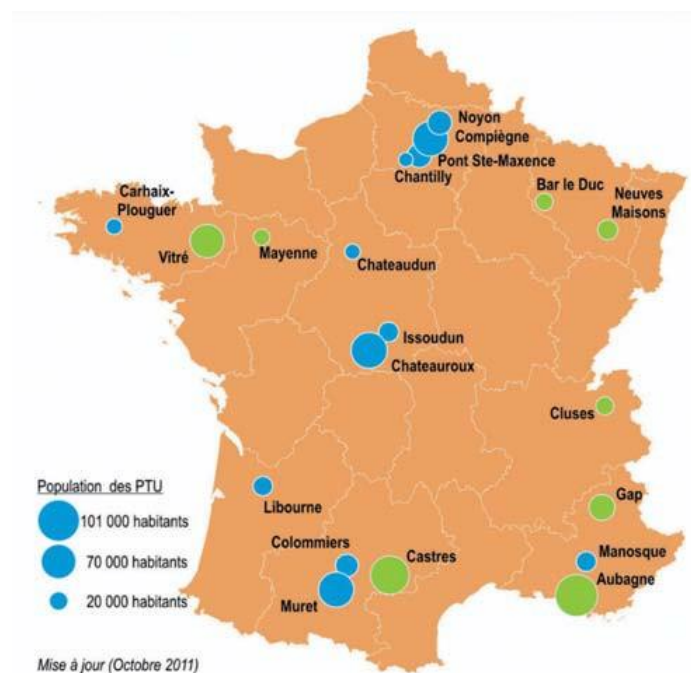 Noyon
Compiègne
Pont Ste-Maxence
Chantilly
Bar le Duc
Neuves
Maisons
Carhaix-
Plouguer
Vitré
Mayenne
Chateaudun
Issoudun
Chateauroux
Cluses
Population des PTU
101 000 habitants
70 000 habitants
20 000 habitants
Libourne
Gap
Colommiers
Castres
Manosque
Aubagne
Muret
Mise à jour (Octobre 2011)